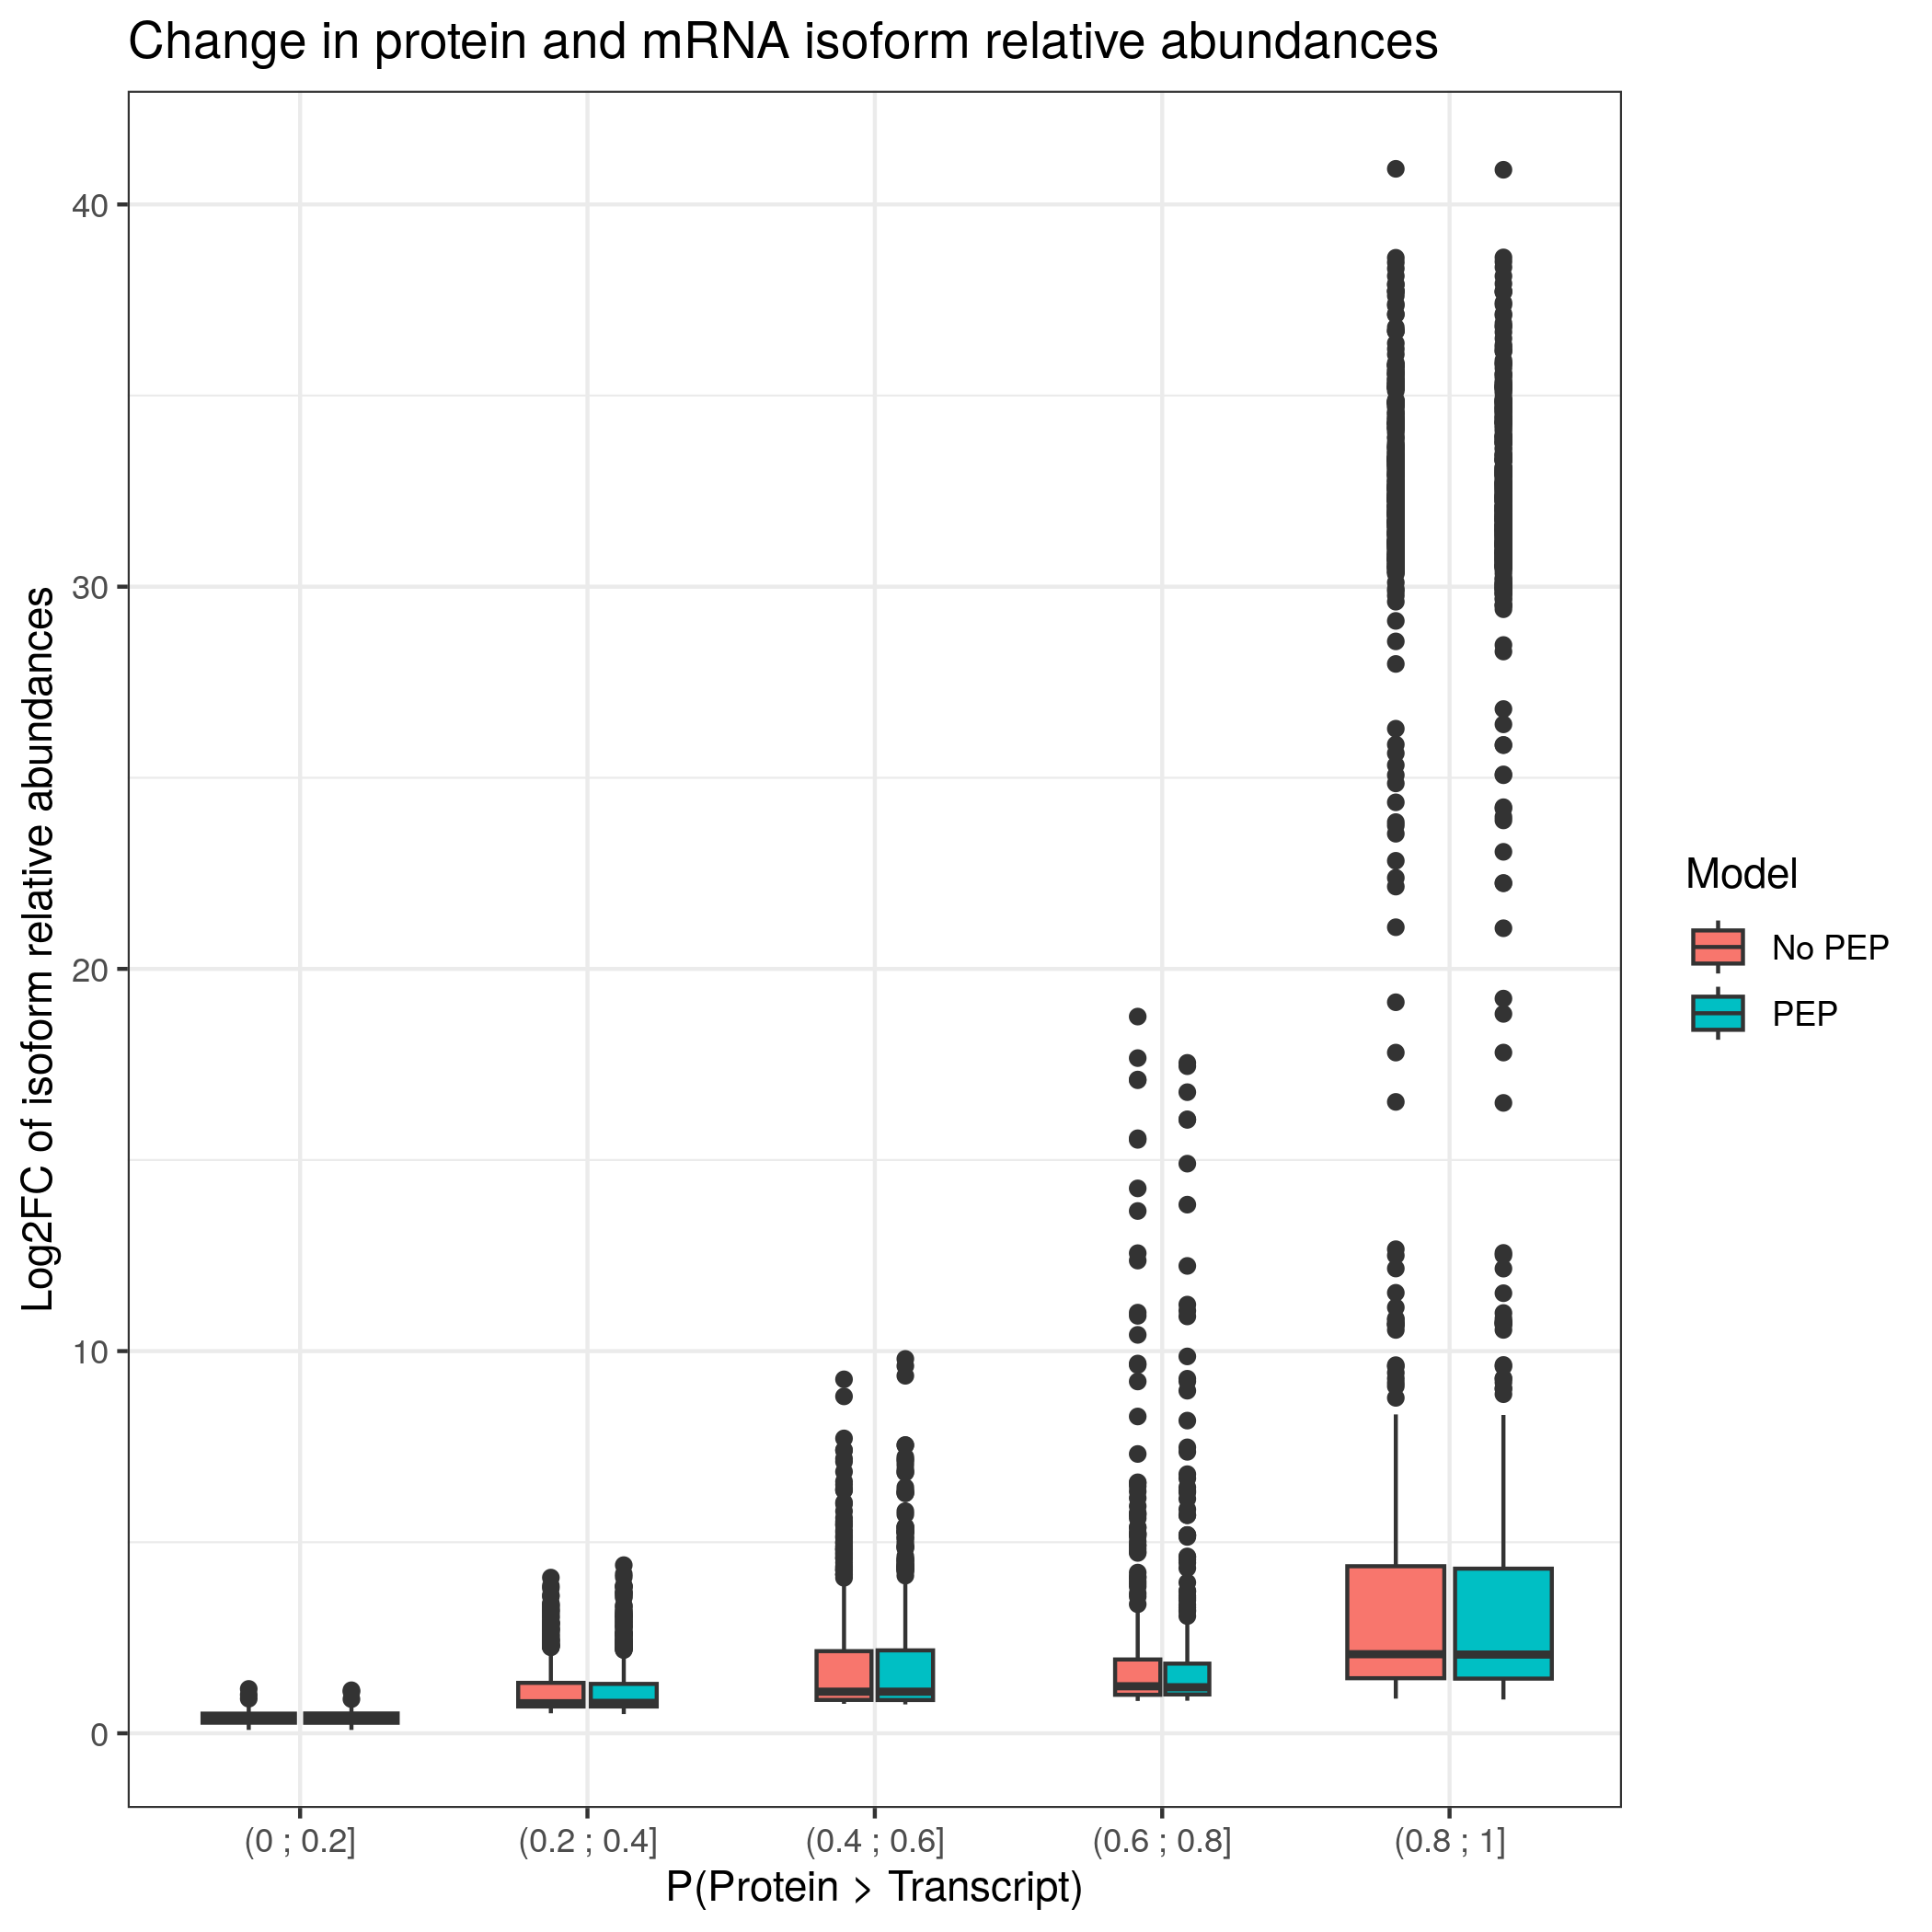 Change in protein and mRNA isoform relative abundances
Log2FC of isoform relative abundances
40
30
20
10
0
(0 ; 0.2]
(0.2 ; 0.4]
(0.4 ; 0.6]
(0.6 ; 0.8]
(0.8 ; 1]
P(Protein > Transcript)
Model
No PEP
PEP